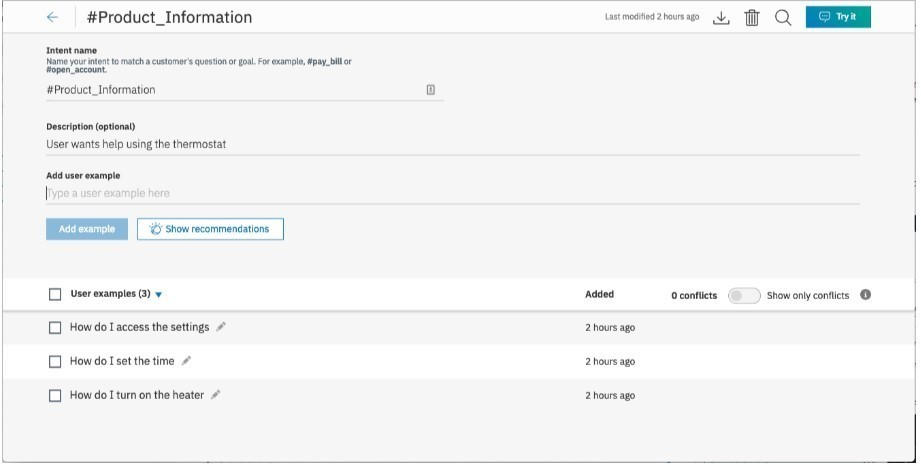 #Product_Information
Last modified 2 hours ago
Try it
Intent name
Name your intent to match a customer's question or goal. For example, #pay_bill or
#open_account.
#Product_Information
Description (optional)
User wants help using the thermostat
Add user example
Type a user example here
Add example
Show recommendations
User examples (3)
Added
0 conflicts
Show only conflicts
How do I access the settings
2 hours ago
How do I set the time
2 hours ago
How do I turn on the heater
2 hours ago